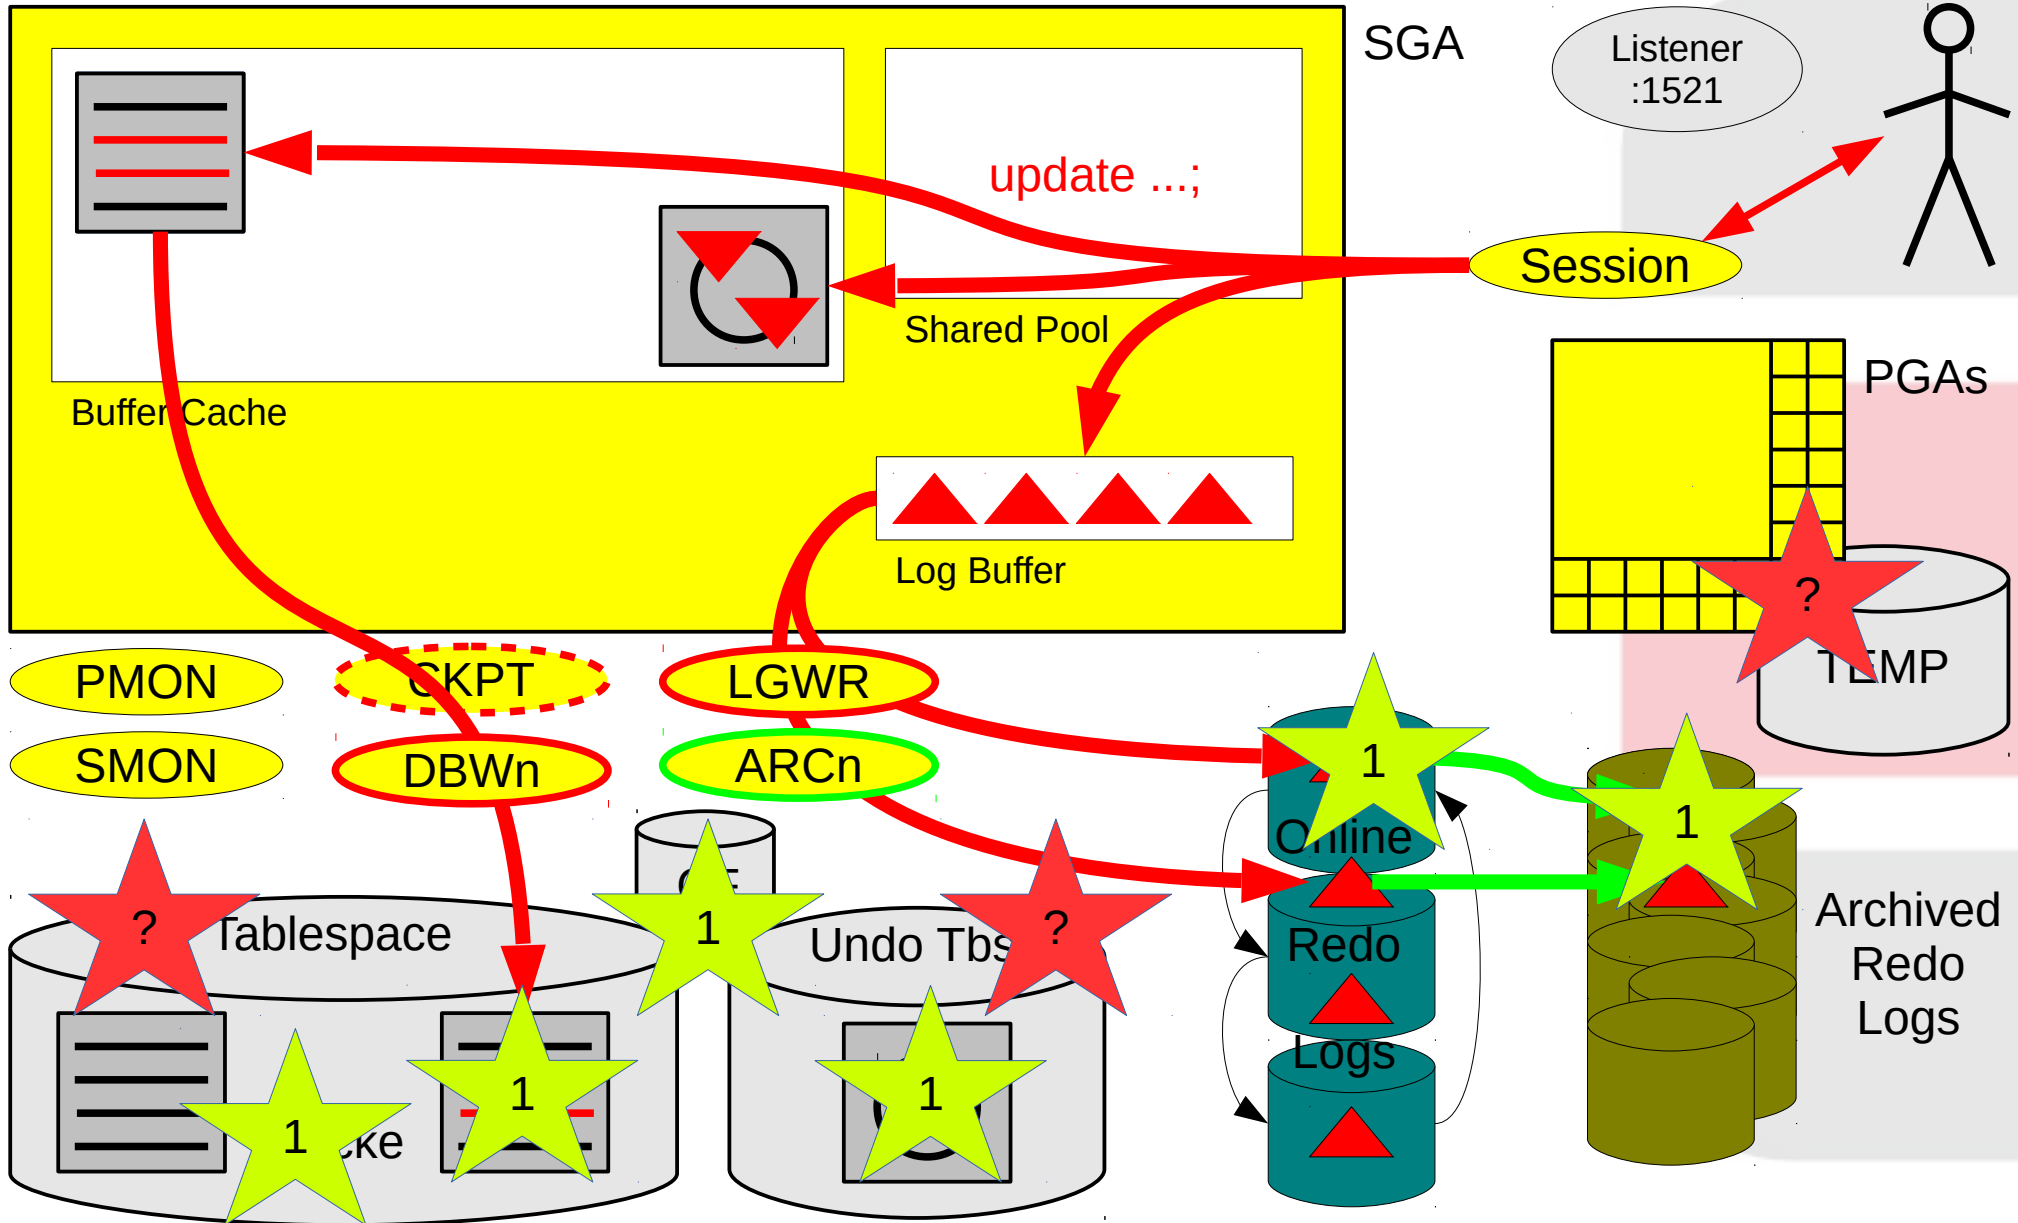 SGA
Listener
:1521
update ...;
Session
Shared Pool
PGAs
Buffer Cache
Log Buffer
?
TEMP
PMON
CKPT
LGWR
SMON
DBWn
ARCn
1
1
Online
?
Tablespace
1
Undo Tbs
?
Redo
Archived
Redo
Logs
Logs
1
1
1